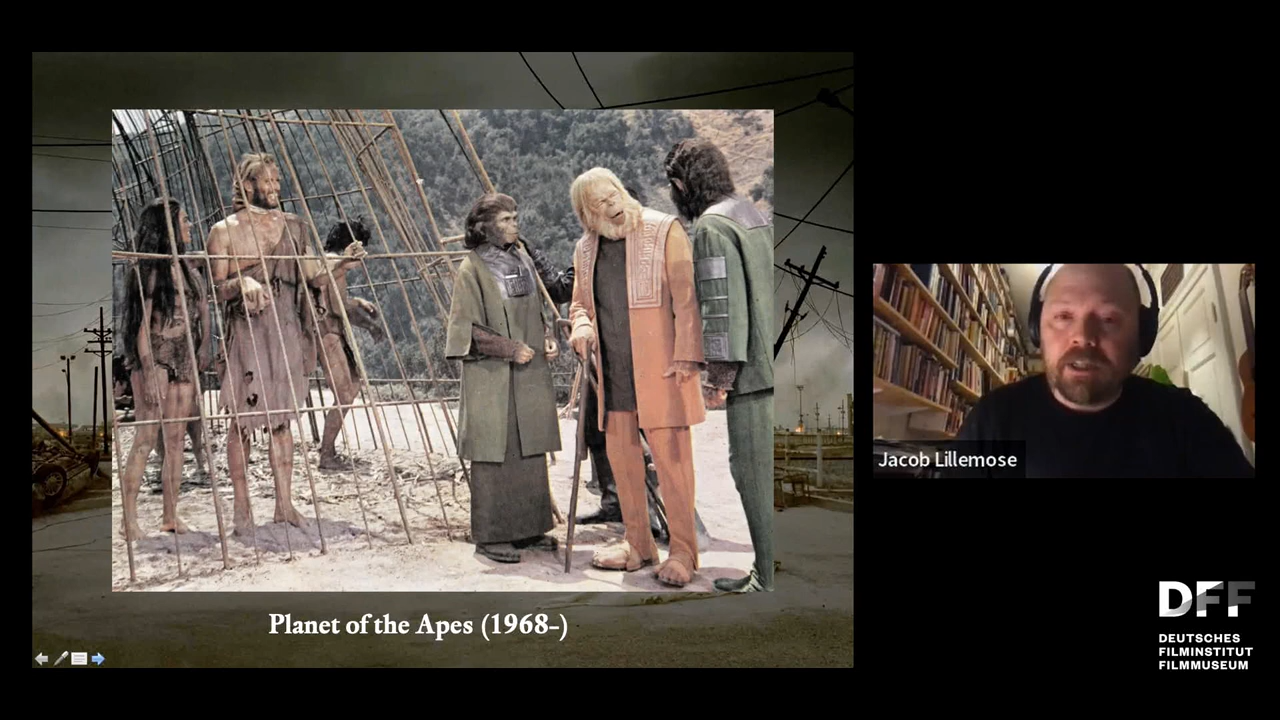 Planet of the Apes (1968-)
Jacob Lillemose
DFF
DEUTSCHES
FILMINSTITUT
FILMMUSEUM